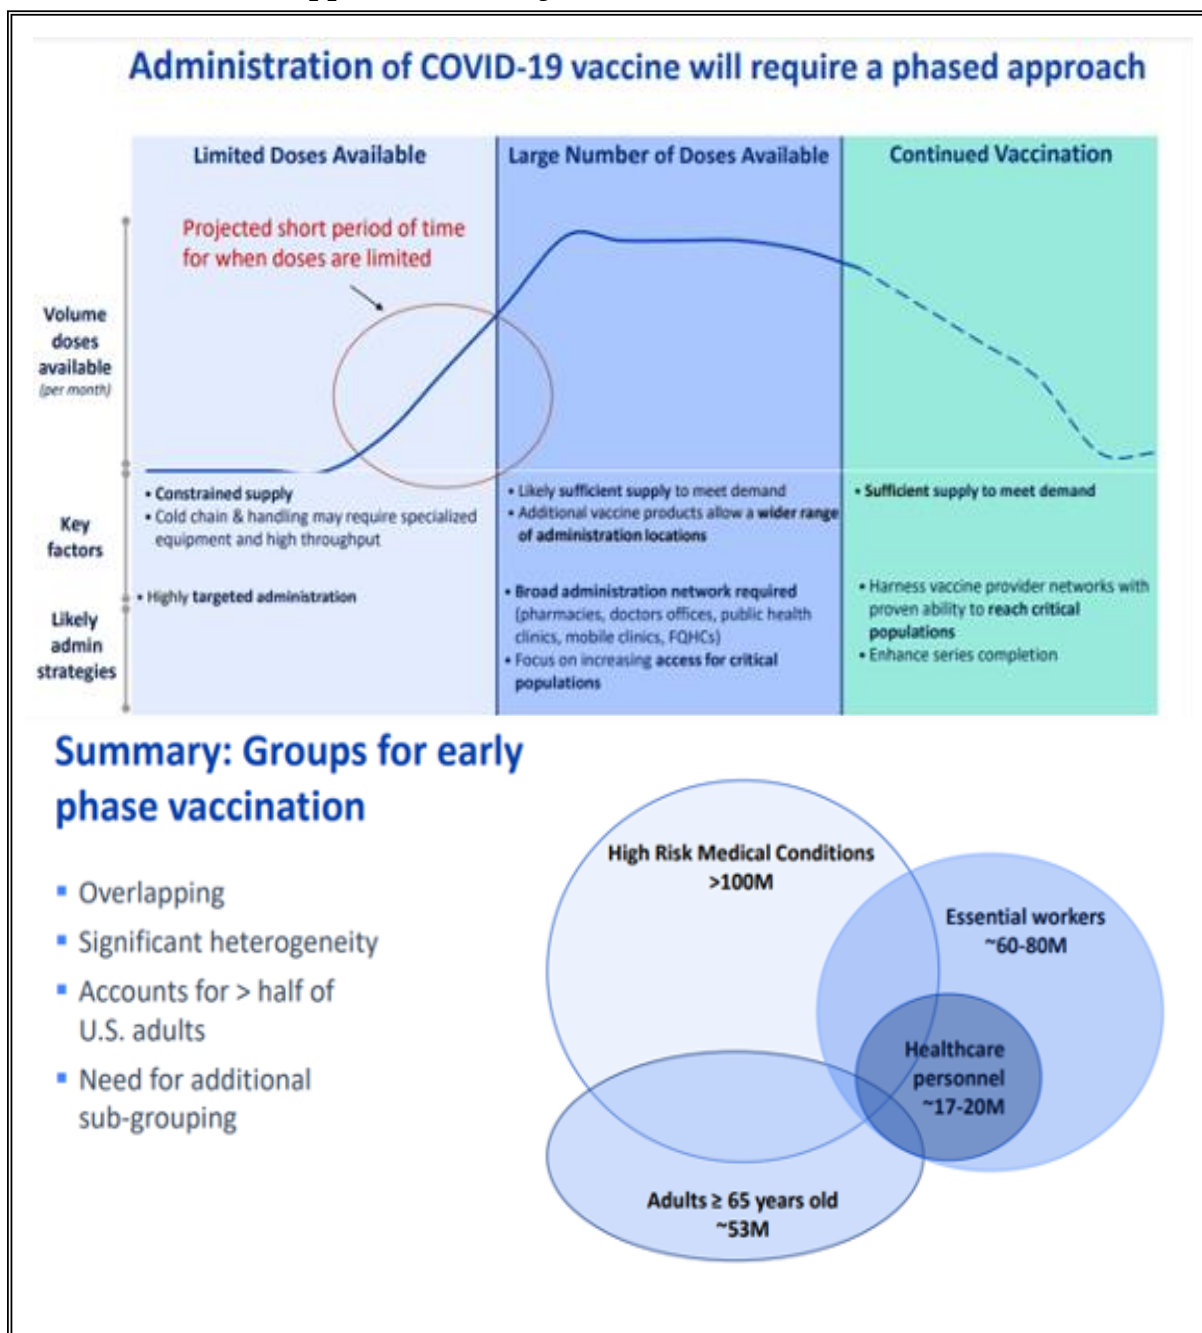 Administration of COVID-19 vaccine will require a phased approach
Limited Doses Available
Large Number of Doses Available
Continued Vaccination
Projected short period of time
for when doses are limited
Volume
doses
available
(per month)
Key
factors
• Constrained supply
• Cold chain & handling may require specialized
equipment and high throughput
• Likely sufficient supply to meet demand
• Additional vaccine products allow a wider range
of administration locations
• Sufficient supply to meet demand
Likely
admin
strategies
• Highly targeted administration
• Broad administration network required
(pharmacies, doctors offices, public health
clinics, mobile clinics, FQHCs)
• Focus on increasing access for critical
populations
• Harness vaccine provider networks with
proven ability to reach critical
populations
• Enhance series completion
Summary: Groups for early
phase vaccination
▪ Overlapping
▪ Significant heterogeneity
▪ Accounts for > half of
U.S. adults
▪ Need for additional
sub-grouping
High Risk Medical Conditions
>100M
Essential workers
~60-80M
Healthcare
personnel
~17-20M
Adults ≥ 65 years old
~53M